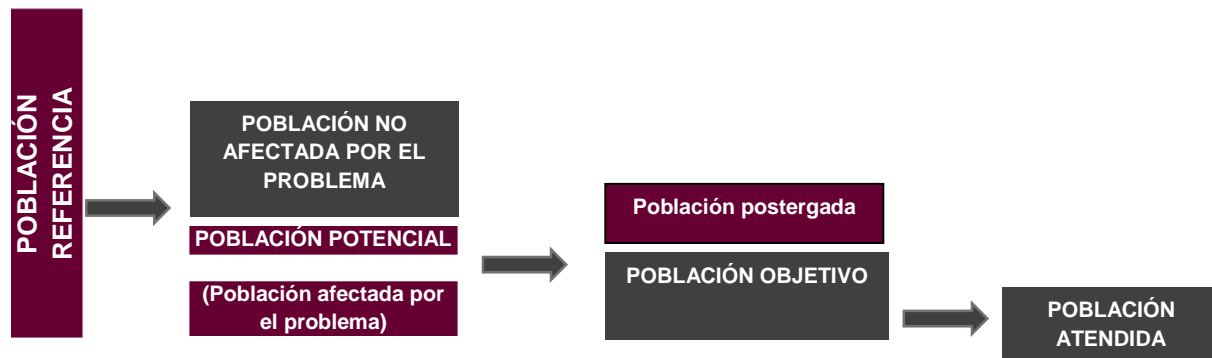 POBLACIÓN
REFERENCIA
POBLACIÓN NO
AFECTADA POR EL
PROBLEMA
POBLACIÓN POTENCIAL
(Población afectada por
el problema)
Población postergada
POBLACIÓN OBJETIVO
POBLACIÓN
ATENDIDA